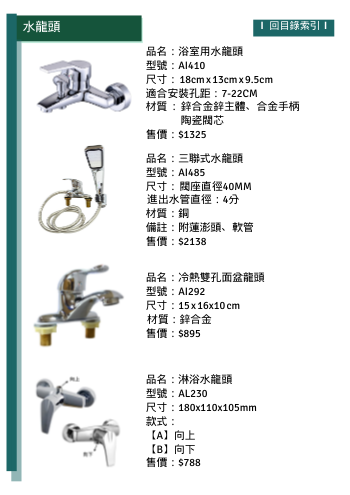 水龍頭
I 回目錄索引 I
品名：浴室用水龍頭
型號：AI410
尺寸： 18cm x 13cm x 9.5cm
適合安裝孔距：7-22CM
材質： 鋅合金鋅主體、合金手柄
陶瓷閥芯
售價：$1325
品名：三聯式水龍頭
型號：AI485
尺寸： 閥座直徑40MM
進出水管直徑：4分
材質：銅
備註：附蓮澎頭、軟管
售價：$2138
品名：冷熱雙孔面盆龍頭
型號：AI292
尺寸：15 x 16x10 cm
材質：鋅合金
售價：$895
品名：淋浴水龍頭
型號：AL230
尺寸：180x110x105mm
款式：
【A】向上
【B】向下
售價：$788
向上
向下